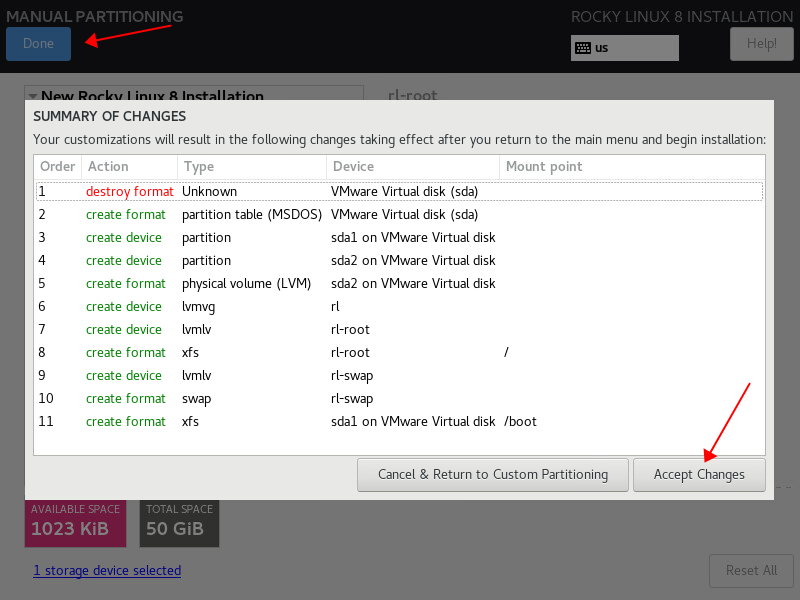 MANUAL PARTITIONING
ROCKY LINUX 8 INSTALLATION
Done
us
Help!
New Rocky Linux 8 Installation
rl-root
SUMMARY OF CHANGES
Your customizations will result in the following changes taking effect after you return to the main menu and begin installation:
Order Action Type Device Mount point
1 destroy format Unknown VMware Virtual disk (sda)
2 create format partition table (MSDOS) VMware Virtual disk (sda)
3 create device partition sda1 on VMware Virtual disk
4 create device partition sda2 on VMware Virtual disk
5 create format physical volume (LVM) sda2 on VMware Virtual disk
6 create device lvmvg rl
7 create device lvmlv rl-root
8 create format xfs rl-root /
9 create device lvmlv rl-swap
10 create format swap rl-swap
11 create format xfs sda1 on VMware Virtual disk /boot
Cancel & Return to Custom Partitioning
Accept Changes
AVAILABLE SPACE
1023 KiB
TOTAL SPACE
50 GiB
1 storage device selected
Reset All